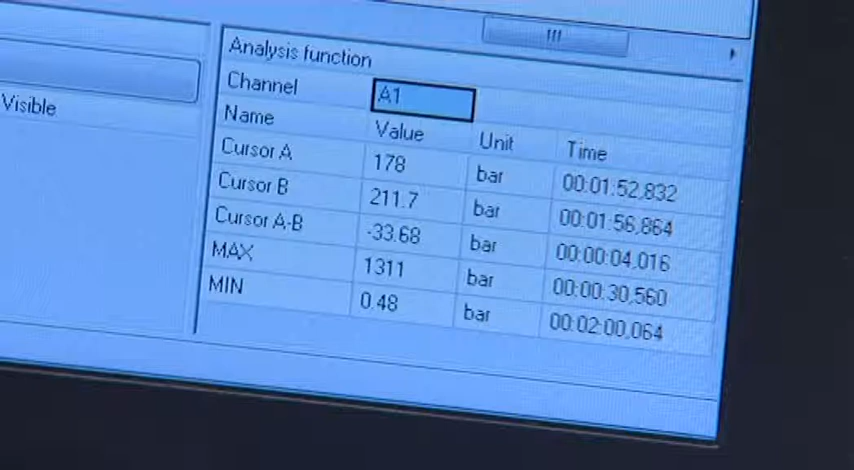 Analysis function
Channel A1
Visible
Name Value Unit Time
Cursor A 178 bar 00:01:52,832
Cursor B 211.7 bar 00:01:56,864
Cursor A-B -33.68 bar 00:00:04,016
MAX 1311 bar 00:00:30,560
MIN 0.48 bar 00:02:00,064